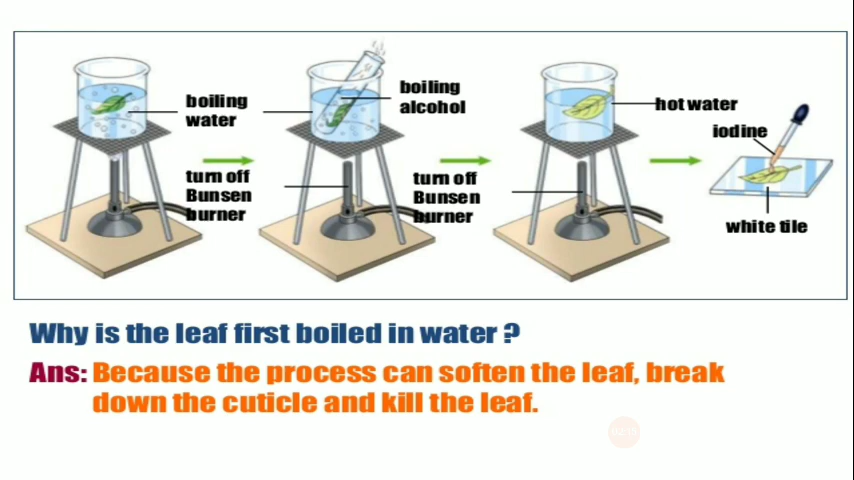 boiling
water
boiling
alcohol
hot water
iodine
turn off
Bunsen
burner
turn off
Bunsen
burner
white tile
Why is the leaf first boiled in water ?
Ans: Because the process can soften the leaf, break
down the cuticle and kill the leaf.